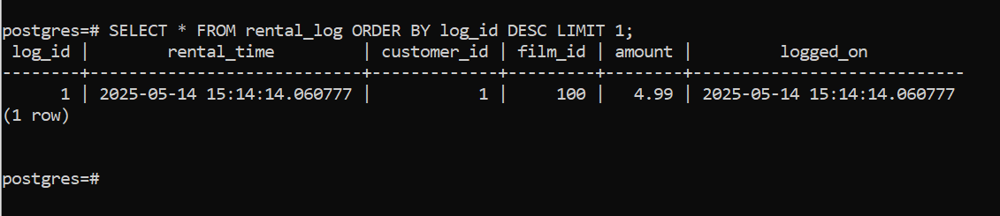 postgres=# SELECT * FROM rental_log ORDER BY log_id DESC LIMIT 1;
 log_id |        rental_time         | customer_id | film_id | amount |         logged_on
--------+----------------------------+-------------+---------+--------+----------------------------
      1 | 2025-05-14 15:14:14.060777 |           1 |     100 |   4.99 | 2025-05-14 15:14:14.060777
(1 row)
postgres=#